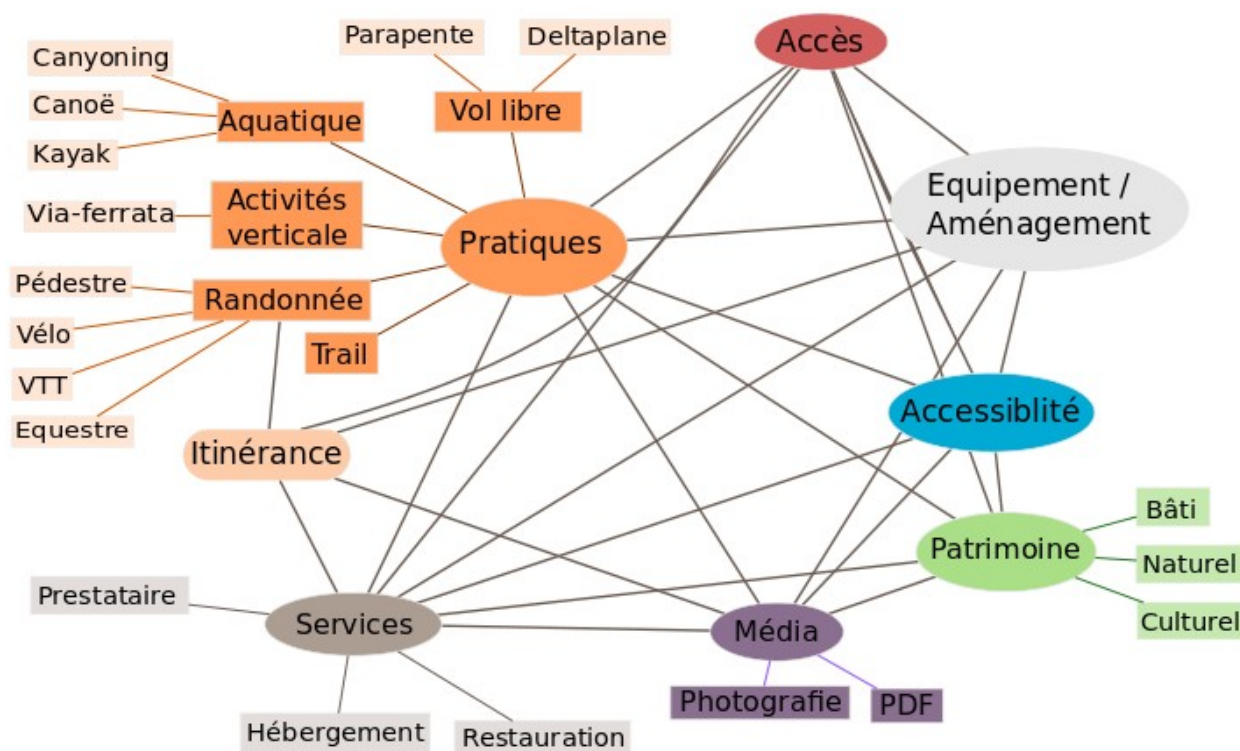 Parapente
Deltaplane
Accès
Canyoning
Canoë
Kayak
Aquatique
Vol libre
Via-ferrata
Activités
verticale
Pratiques
Equipement /
Aménagement
Pédestre
Vélo
VTT
Equestre
Randonnée
Trail
Itinérance
Accessiblité
Patrimoine
Bâti
Naturel
Culturel
Prestataire
Services
Média
Hébergement
Restauration
Photografie
PDF